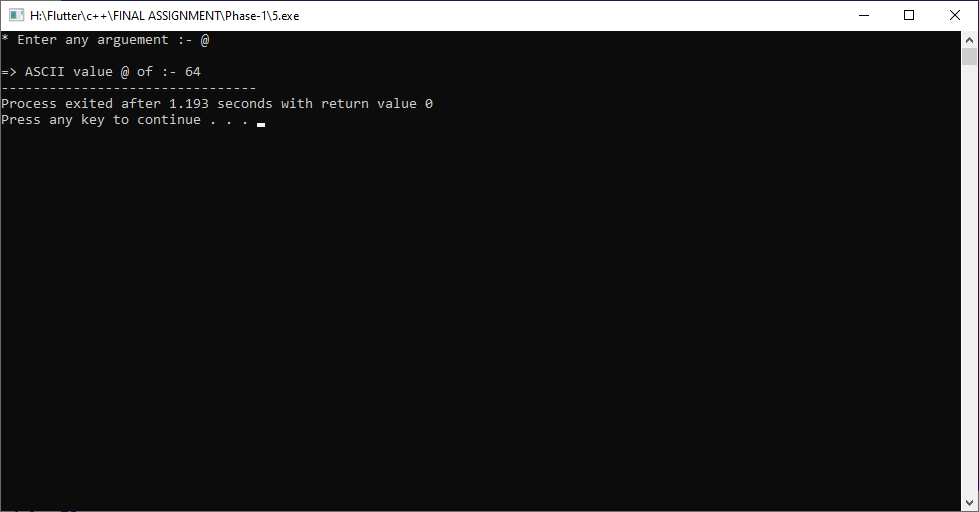 H:\Flutter\c++\FINAL ASSIGNMENT\Phase-1\5.exe
* Enter any arguement :- @
=> ASCII value @ of :- 64
--------------------------------
Process exited after 1.193 seconds with return value 0
Press any key to continue . . .